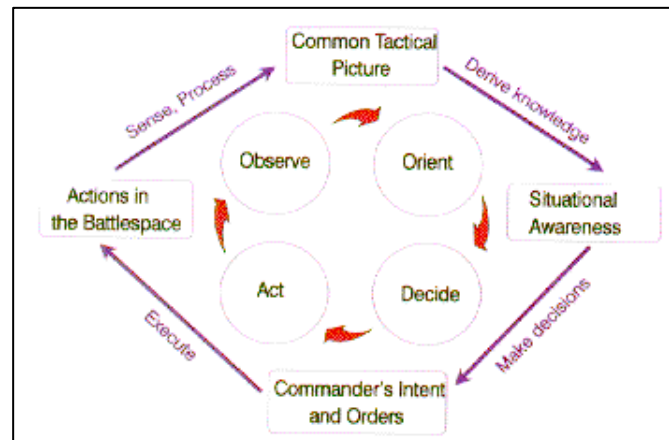 Common Tactical
Picture
Sense, Process
Derive knowledge
Observe
Orient
Actions in
the Battlespace
Situational
Awareness
Act
Decide
Execute
Make decisions
Commander's Intent
and Orders